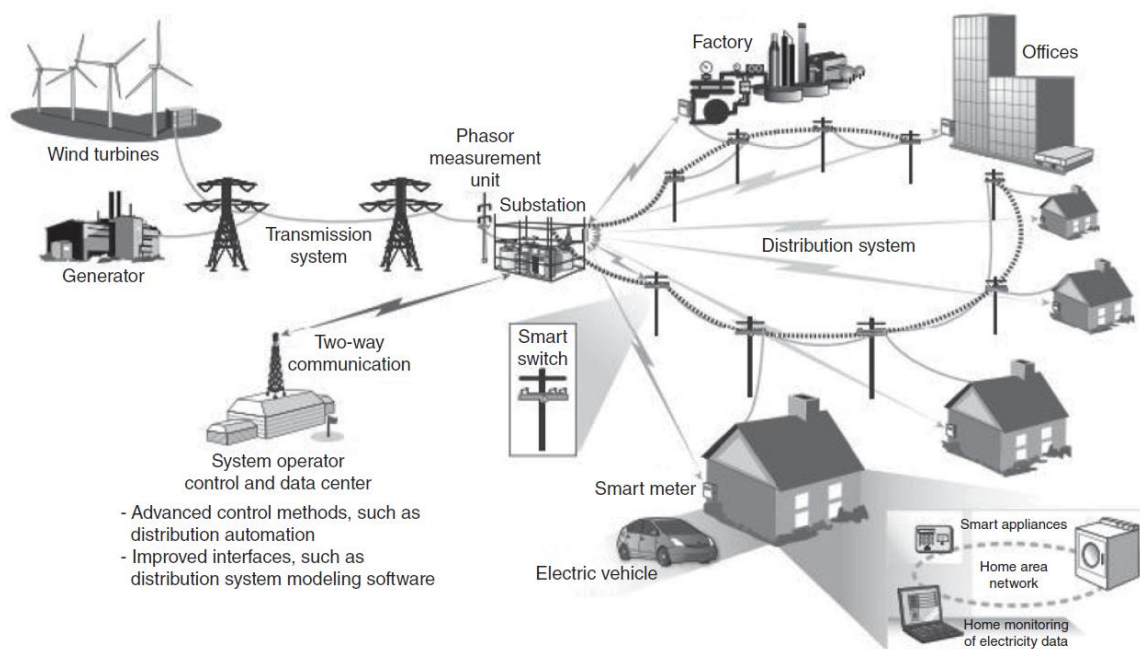 Factory
Offices
Wind turbines
Phasor
measurement
unit
Substation
Transmission
system
Generator
Distribution system
Two-way
communication
Smart
switch
System operator
control and data center
- Advanced control methods, such as
distribution automation
- Improved interfaces, such as
distribution system modeling software
Smart meter
Electric vehicle
Smart appliances
Home area
network
Home monitoring
of electricity data